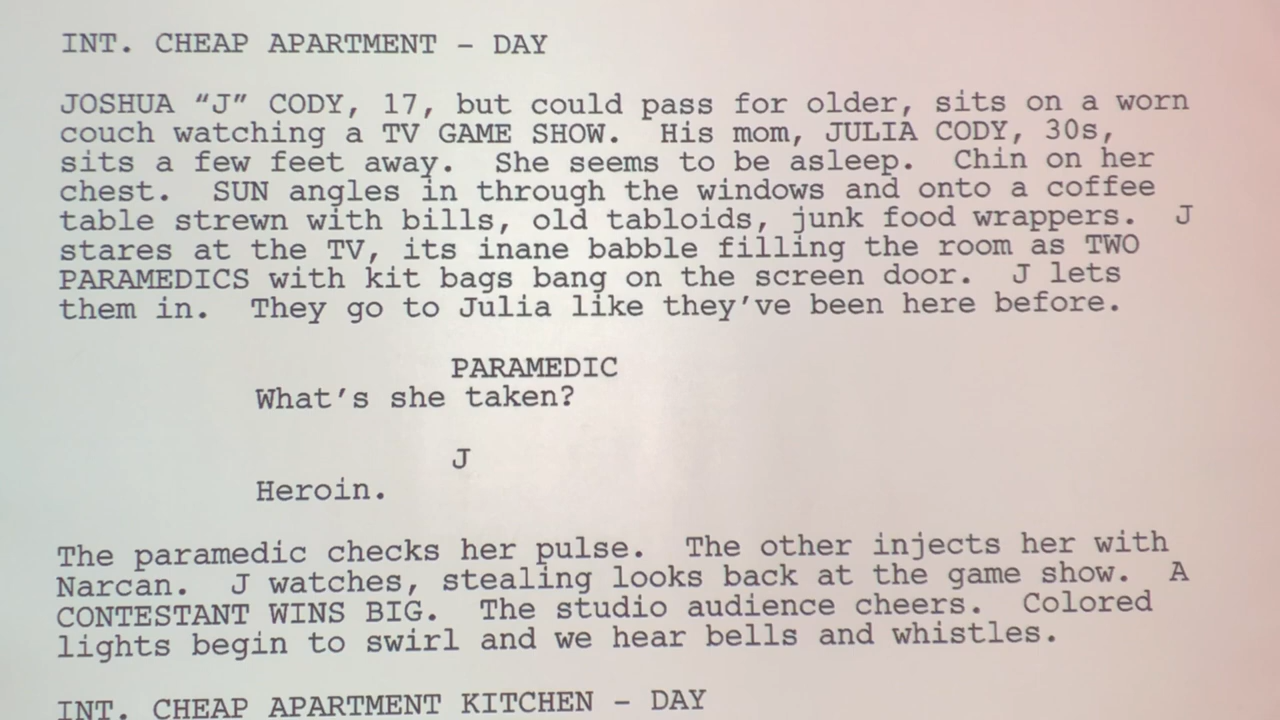 INT. CHEAP APARTMENT – DAY
JOSHUA “J” CODY, 17, but could pass for older, sits on a worn
couch watching a TV GAME SHOW. His mom, JULIA CODY, 30s,
sits a few feet away. She seems to be asleep. Chin on her
chest. SUN angles in through the windows and onto a coffee
table strewn with bills, old tabloids, junk food wrappers. J
stares at the TV, its inane babble filling the room as TWO
PARAMEDICS with kit bags bang on the screen door. J lets
them in. They go to Julia like they’ve been here before.
PARAMEDIC
What’s she taken?
J
Heroin.
The paramedic checks her pulse. The other injects her with
Narcan. J watches, stealing looks back at the game show. A
CONTESTANT WINS BIG. The studio audience cheers. Colored
lights begin to swirl and we hear bells and whistles.
INT. CHEAP APARTMENT KITCHEN – DAY